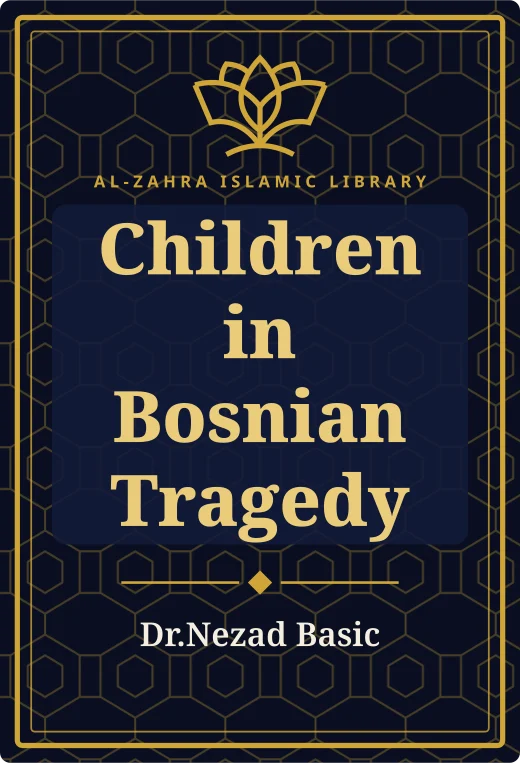 AL-ZAHRA ISLAMIC LIBRARY
Children
in
Bosnian
Tragedy
Dr.Nezad Basic